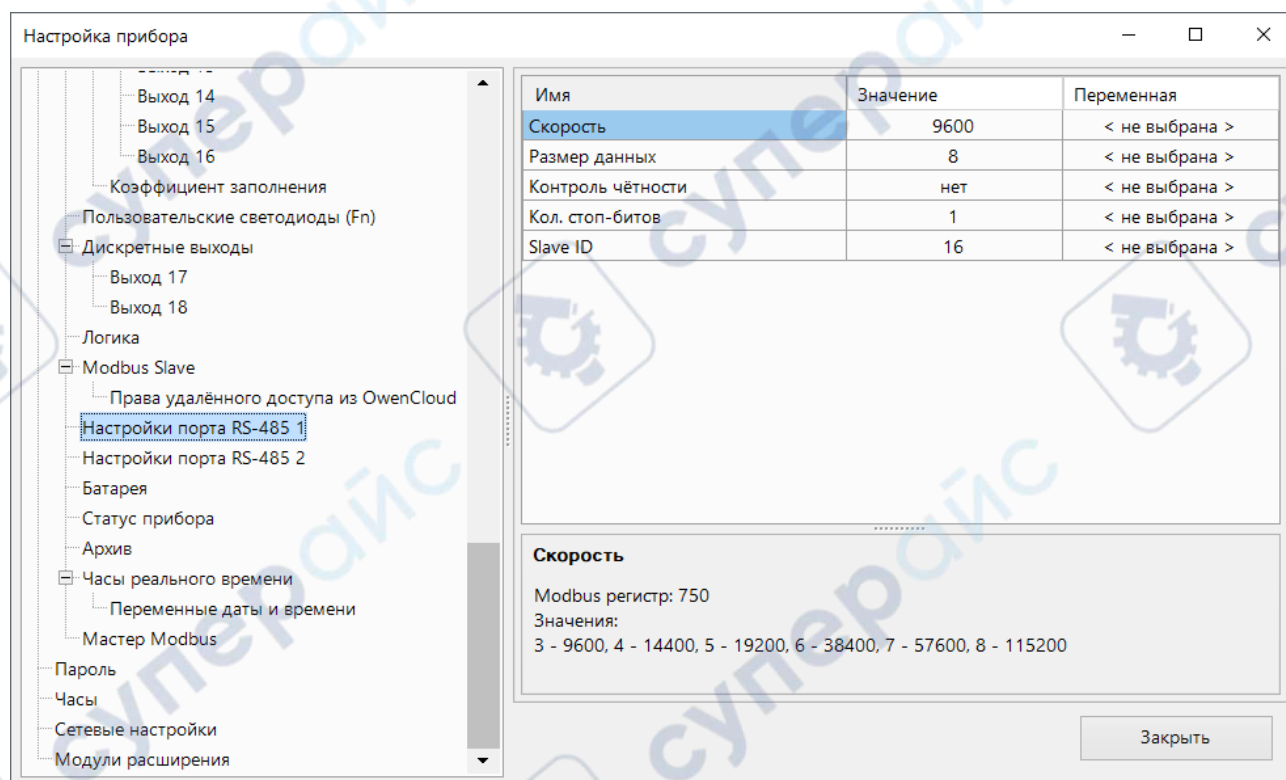 Настройка прибора
Выход 14
Выход 15
Выход 16
Коэффициент заполнения
Пользовательские светодиоды (Fn)
Дискретные выходы
Выход 17
Выход 18
Логика
Modbus Slave
Права удалённого доступа из OwenCloud
Настройки порта RS-485 1
Настройки порта RS-485 2
Батарея
Статус прибора
Архив
Часы реального времени
Переменные даты и времени
Мастер Modbus
Пароль
Часы
Сетевые настройки
Модули расширения
Имя Значение Переменная
Скорость 9600 < не выбрана >
Размер данных 8 < не выбрана >
Контроль чётности нет < не выбрана >
Кол. стоп-битов 1 < не выбрана >
Slave ID 16 < не выбрана >
Скорость
Modbus регистр: 750
Значения:
3 - 9600, 4 - 14400, 5 - 19200, 6 - 38400, 7 - 57600, 8 - 115200
Закрыть
суперайс
суперайс
суперайс
суперайс